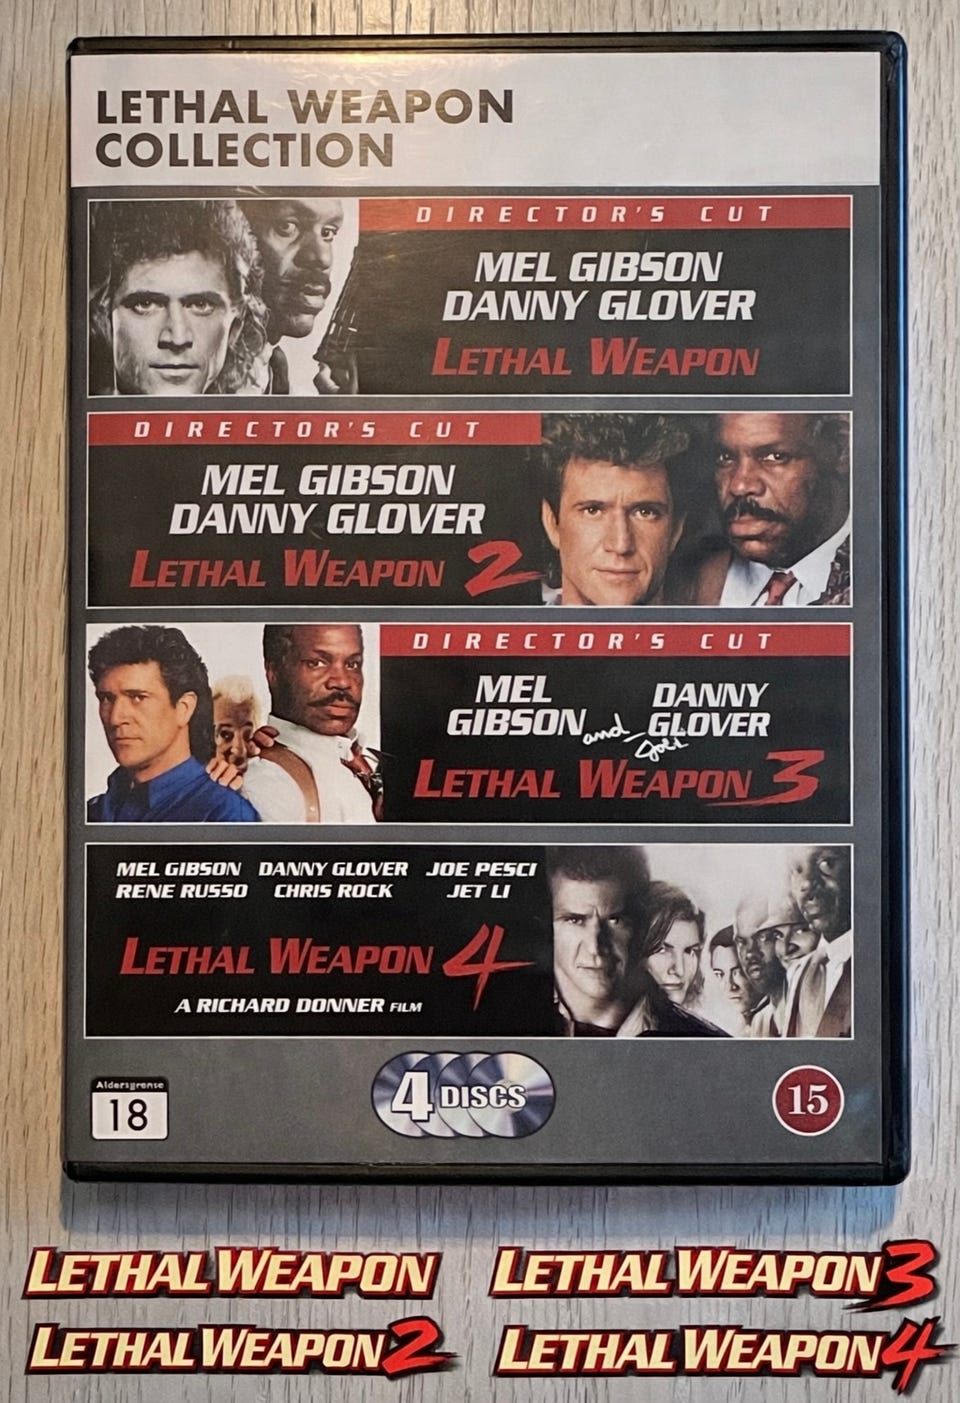 LETHAL WEAPON
COLLECTION
DIRECTOR'S CUT
MEL GIBSON
DANNY GLOVER
LETHAL WEAPON
DIRECTOR'S CUT
MEL GIBSON
DANNY GLOVER
LETHAL WEAPON 2
DIRECTOR'S CUT
MEL DANNY
GIBSON and GLOVER
Joe!
LETHAL WEAPON 3
MEL GIBSON DANNY GLOVER JOE PESCI
RENE RUSSO CHRIS ROCK JET LI
LETHAL WEAPON 4
A RICHARD DONNER FILM
Aldersgrense
18
4 DISCS
15
LETHAL WEAPON
LETHAL WEAPON 3
LETHAL WEAPON 2
LETHAL WEAPON 4